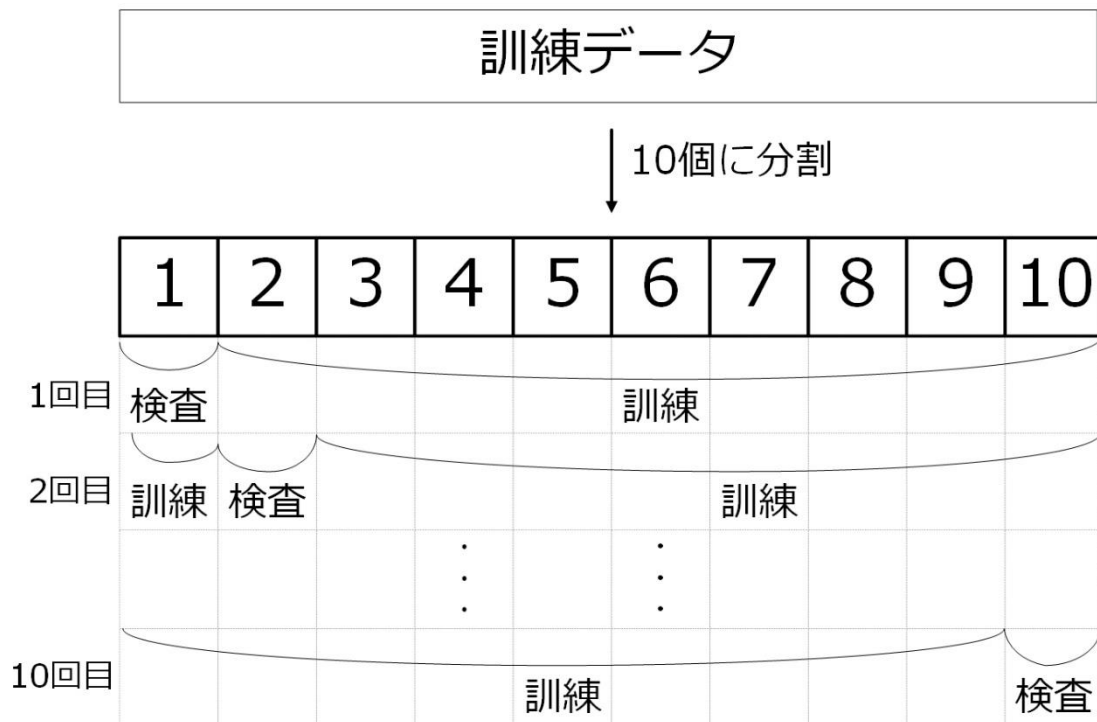 訓練データ
10個に分割
1 2 3 4 5 6 7 8 9 10
1回目 検査 訓練
2回目 訓練 検査 訓練
10回目 訓練 検査